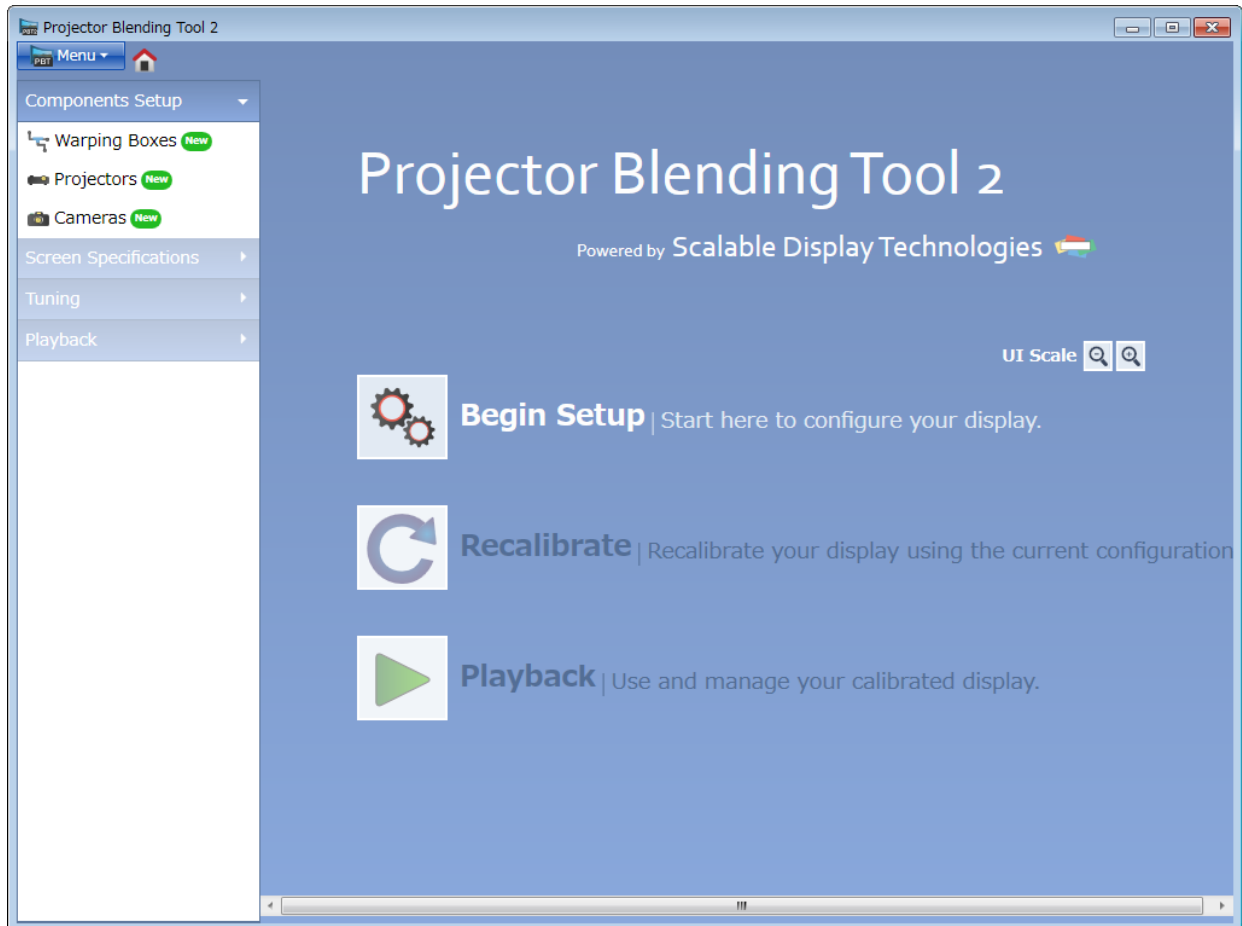 Projector Blending Tool 2
Menu
Components Setup
Warping Boxes New
Projectors New
Cameras New
Screen Specifications
Tuning
Playback
Projector Blending Tool 2
Powered by Scalable Display Technologies
UI Scale
Begin Setup | Start here to configure your display.
Recalibrate | Recalibrate your display using the current configuration
Playback | Use and manage your calibrated display.